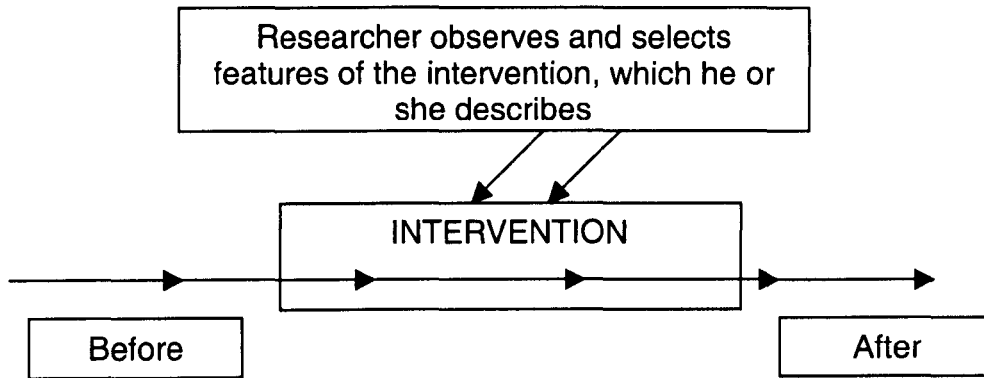 Researcher observes and selects
features of the intervention, which he or
she describes
INTERVENTION
Before
After